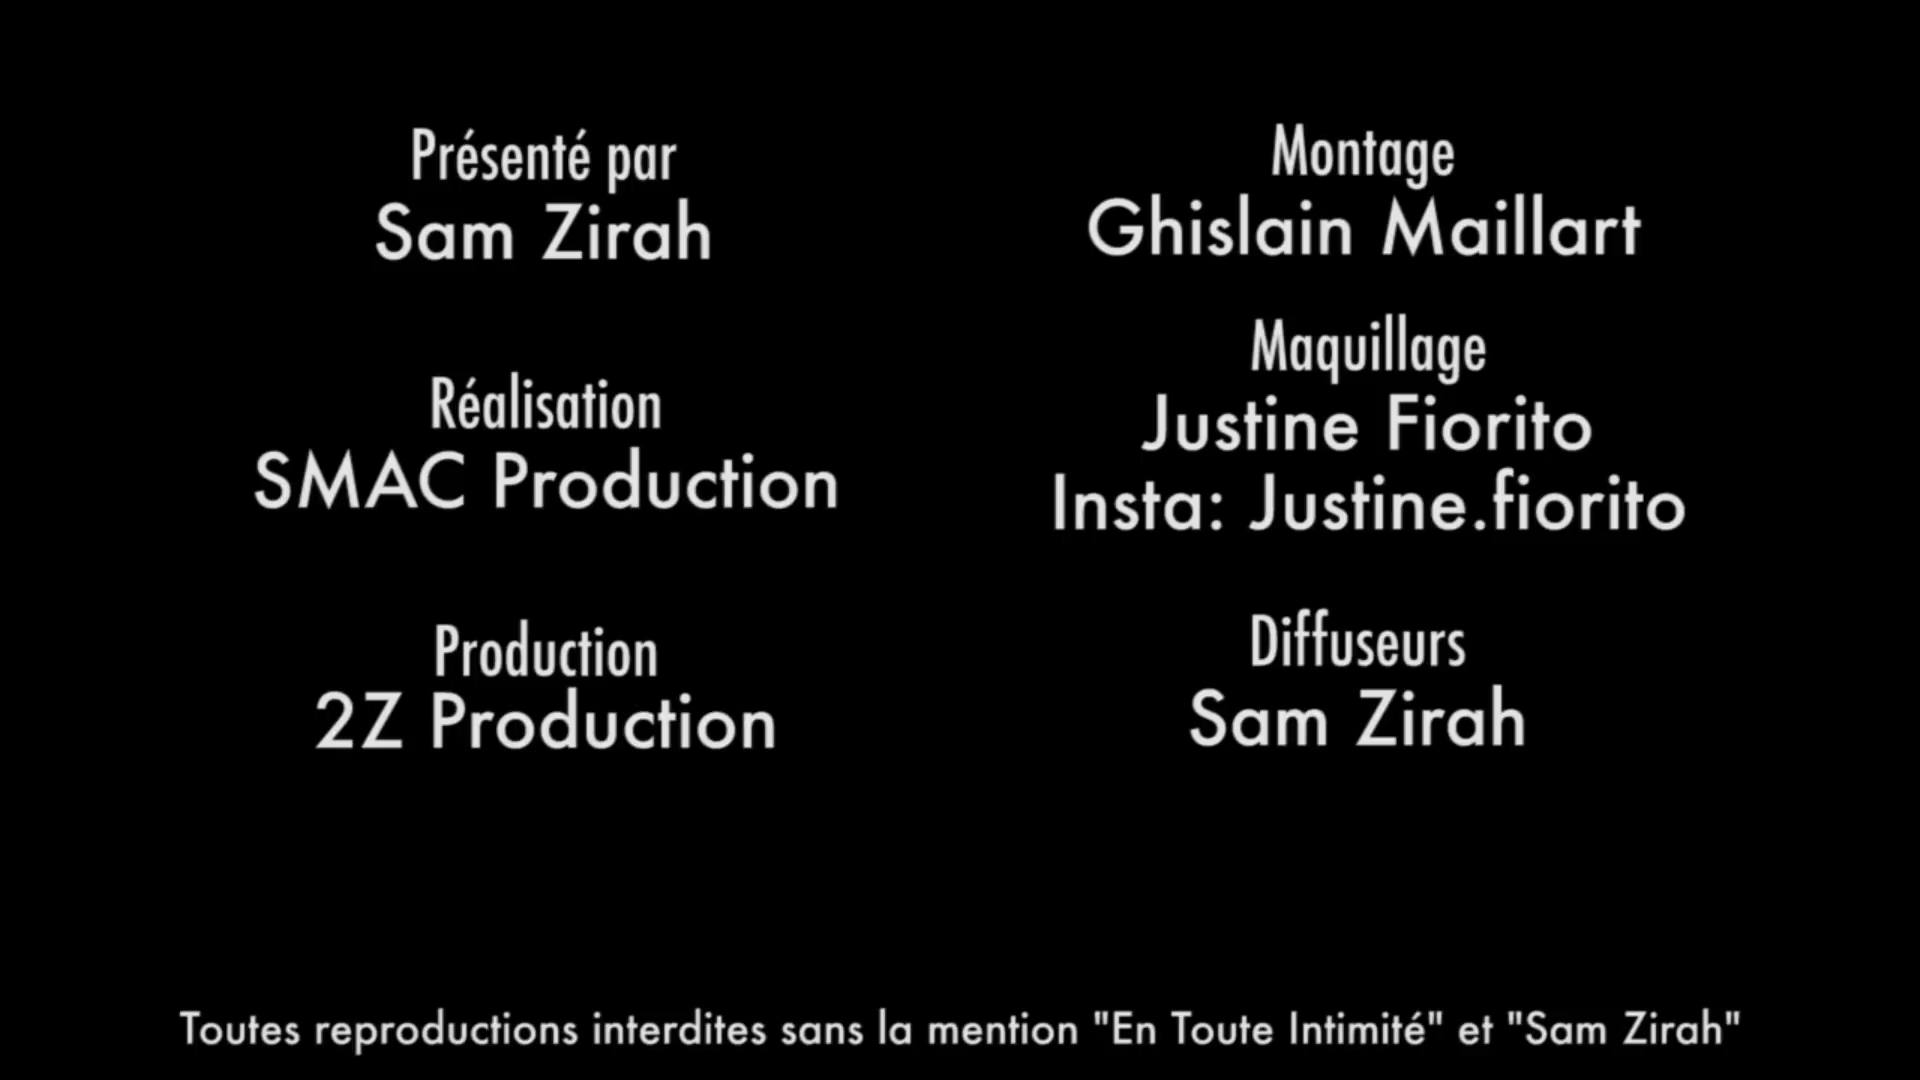 Présenté par
Sam Zirah
Réalisation
SMAC Production
Production
2Z Production
Montage
Ghislain Maillart
Maquillage
Justine Fiorito
Insta: Justine.fiorito
Diffuseurs
Sam Zirah
Toutes reproductions interdites sans la mention "En Toute Intimité" et "Sam Zirah"